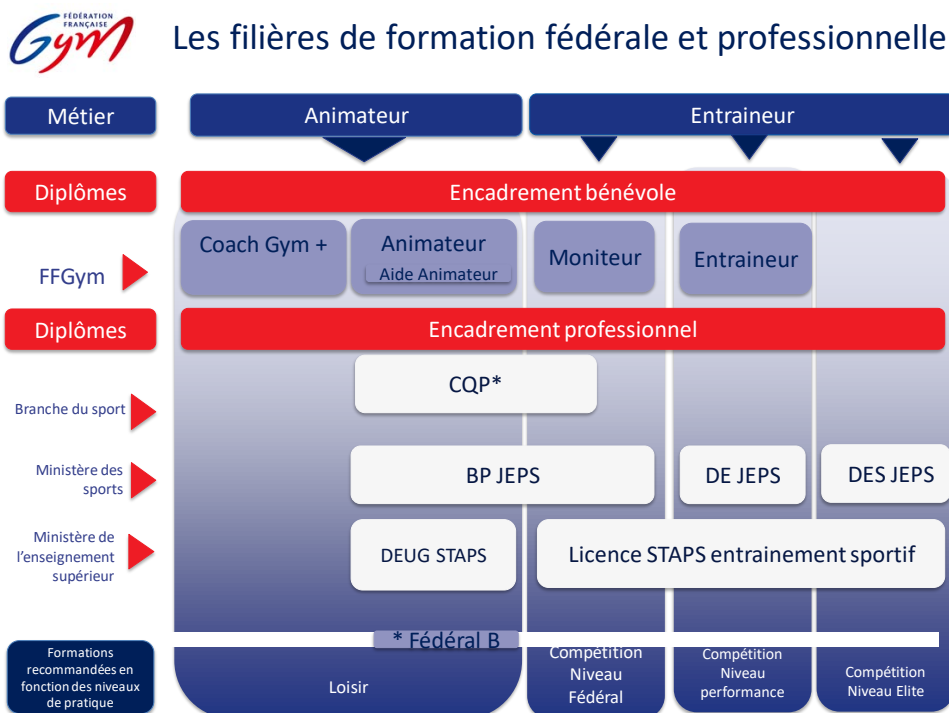 FÉDÉRATION
FRANÇAISE
Gym
Les filières de formation fédérale et professionnelle
Métier
Animateur
Entraineur
Diplômes
Encadrement bénévole
FFGym
Coach Gym +
Animateur
Aide Animateur
Moniteur
Entraineur
Diplômes
Encadrement professionnel
Branche du sport
CQP*
Ministère des
sports
BP JEPS
DE JEPS
DES JEPS
Ministère de
l'enseignement
supérieur
DEUG STAPS
Licence STAPS entrainement sportif
* Fédéral B
Formations
recommandées en
fonction des niveaux
de pratique
Loisir
Compétition
Niveau
Fédéral
Compétition
Niveau
performance
Compétition
Niveau Elite